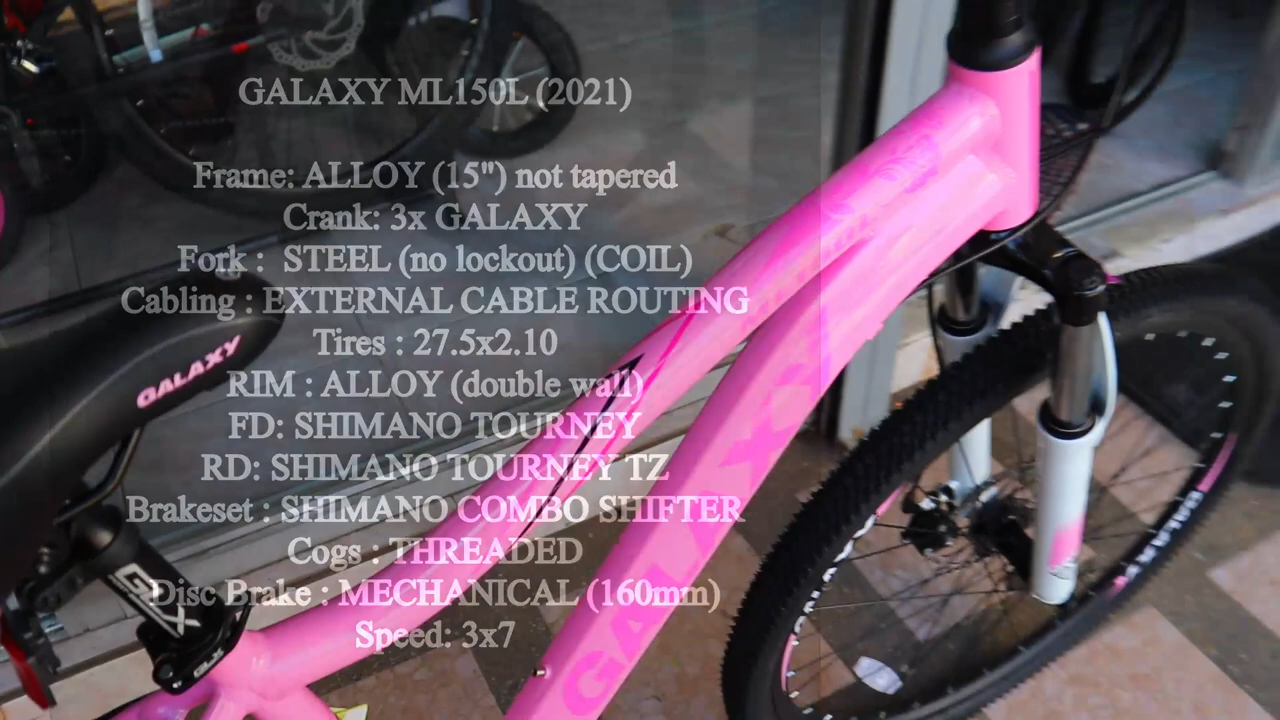 GALAXY ML150L (2021)
Frame: ALLOY (15") not tapered
Crank: 3x GALAXY
Fork : STEEL (no lockout) (COIL)
Cabling : EXTERNAL CABLE ROUTING
Tires : 27.5x2.10
RIM : ALLOY (double wall)
FD: SHIMANO TOURNEY
RD: SHIMANO TOURNEY TZ
Brakeset : SHIMANO COMBO SHIFTER
Cogs : THREADED
Disc Brake : MECHANICAL (160mm)
Speed: 3x7
GALAXY
GLX
GLX
GALAXY